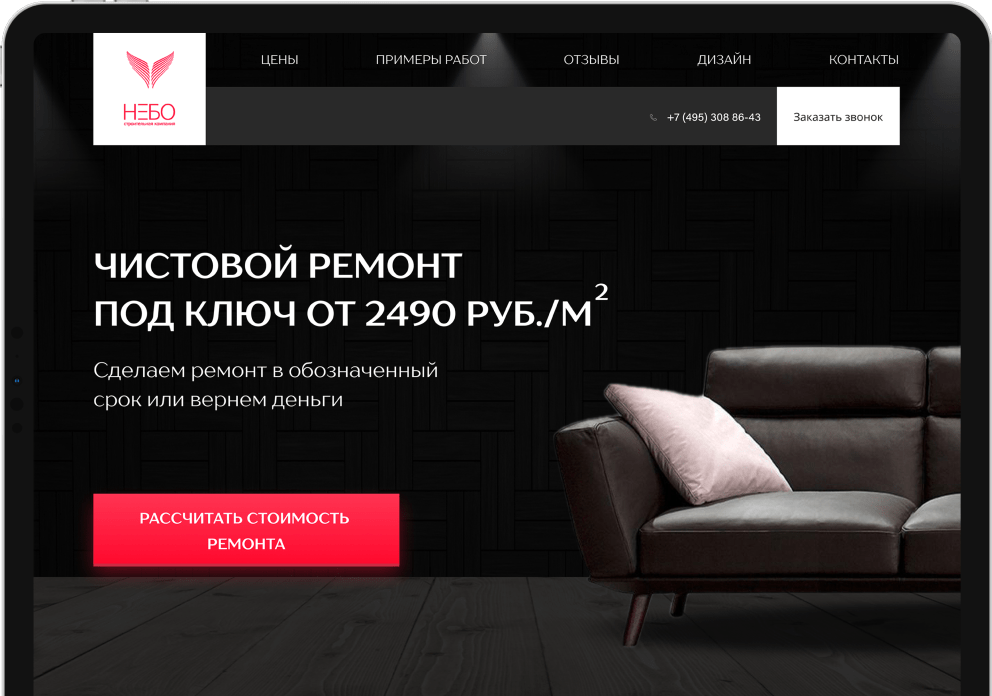 ЦЕНЫ
ПРИМЕРЫ РАБОТ
ОТЗЫВЫ
ДИЗАЙН
КОНТАКТЫ
НЕБО
строительная компания
+7 (495) 308 86-43
Заказать звонок
ЧИСТОВОЙ РЕМОНТ
ПОД КЛЮЧ ОТ 2490 РУБ./М²
Сделаем ремонт в обозначенный
срок или вернем деньги
РАССЧИТАТЬ СТОИМОСТЬ
РЕМОНТА